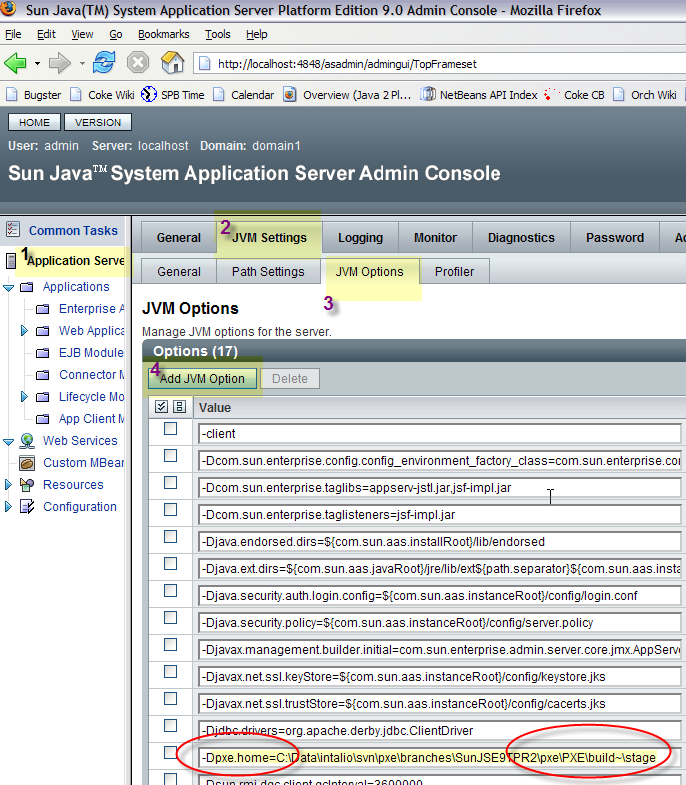 Sun Java(TM) System Application Server Platform Edition 9.0 Admin Console - Mozilla Firefox
File Edit View Go Bookmarks Tools Help
http://localhost:4848/asadmin/admingui/TopFrameset
Bugster Coke Wiki SPB Time Calendar Overview (Java 2 Pl... NetBeans API Index Coke CB Orch Wiki
HOME VERSION
User: admin Server: localhost Domain: domain1
Sun Java™ System Application Server Admin Console
Common Tasks
1 Application Serve
Applications
Enterprise A
Web Applica
EJB Module
Connector M
Lifecycle Mo
App Client M
Web Services
Custom MBear
Resources
Configuration
General 2 JVM Settings Logging Monitor Diagnostics Password Ac
General Path Settings JVM Options Profiler
3
JVM Options
Manage JVM options for the server.
Options (17)
4 Add JVM Option Delete
Value
-client
-Dcom.sun.enterprise.config.config_environment_factory_class=com.sun.enterprise.co
-Dcom.sun.enterprise.taglibs=appserv-jstl.jar,jsf-impl.jar
-Dcom.sun.enterprise.taglisteners=jsf-impl.jar
-Djava.endorsed.dirs=${com.sun.aas.installRoot}/lib/endorsed
-Djava.ext.dirs=${com.sun.aas.javaRoot}/jre/lib/ext${path.separator}${com.sun.aas.insta
-Djava.security.auth.login.config=${com.sun.aas.instanceRoot}/config/login.conf
-Djava.security.policy=${com.sun.aas.instanceRoot}/config/server.policy
-Djavax.management.builder.initial=com.sun.enterprise.admin.server.core.jmx.AppServe
-Djavax.net.ssl.keyStore=${com.sun.aas.instanceRoot}/config/keystore.jks
-Djavax.net.ssl.trustStore=${com.sun.aas.instanceRoot}/config/cacerts.jks
-Djdbc.drivers=org.apache.derby.jdbc.ClientDriver
-Dpxe.home=C:\Data\intalio\svn\pxe\branches\SunJSE9TPR2\pxe\PXE\build~\stage
-Dsun.rmi.dgc.client.gcInterval=3600000